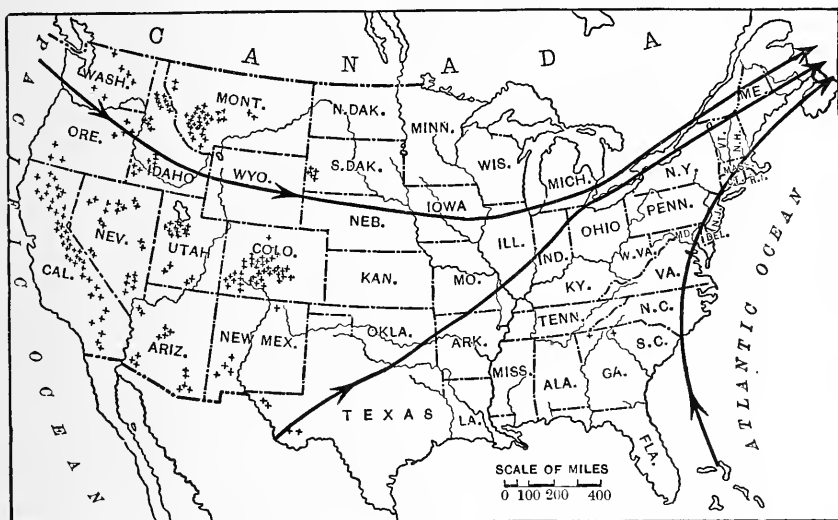 CANADA
PACIFIC OCEAN
WASH.
MONT.
N.DAK.
MINN.
ME.
ORE.
IDAHO
WYO.
S.DAK.
WIS.
MICH.
VT.
N.H.
N.Y.
R.I.
IOWA
NEB.
NEV.
UTAH
COLO.
ILL.
IND.
OHIO
PENN.
MD.
DEL.
W.VA.
VA.
CAL.
KAN.
MO.
KY.
N.C.
ARIZ.
NEW MEX.
OKLA.
ARK.
TENN.
S.C.
MISS.
ALA.
GA.
TEXAS
LA.
FLA.
ATLANTIC OCEAN
SCALE OF MILES
0 100 200 400